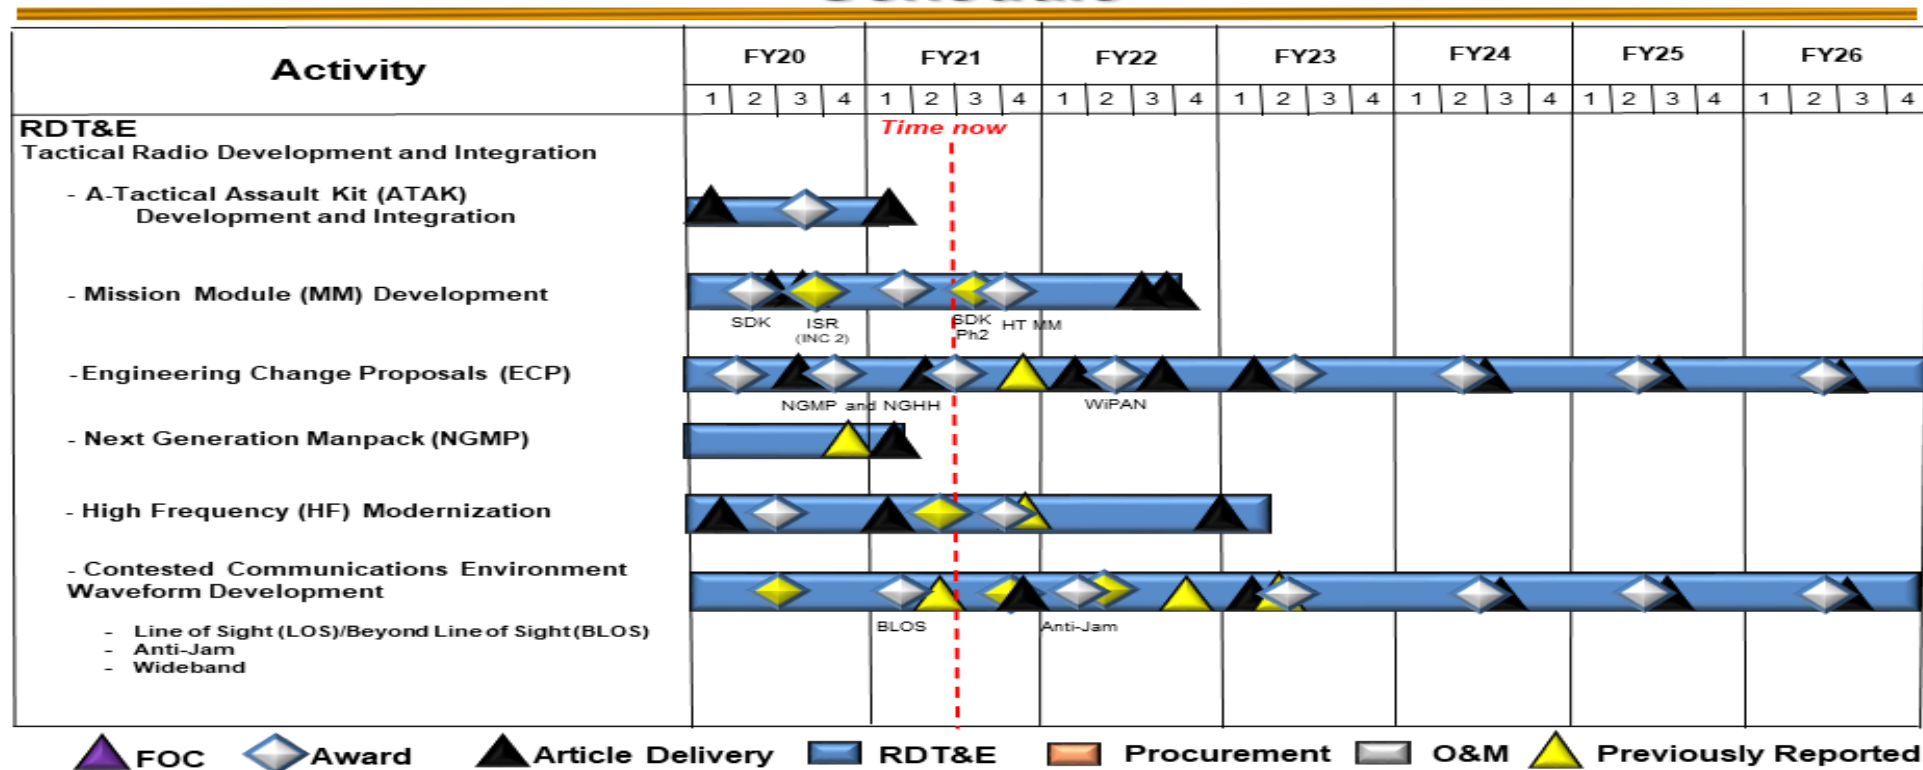 Activity
FY20 FY21 FY22 FY23 FY24 FY25 FY26
1 2 3 4 1 2 3 4 1 2 3 4 1 2 3 4 1 2 3 4 1 2 3 4 1 2 3 4
RDT&E
Time now
Tactical Radio Development and Integration
- A-Tactical Assault Kit (ATAK)
Development and Integration
- Mission Module (MM) Development
SDK ISR
(INC 2)
SDK
Ph2
HT MM
-Engineering Change Proposals (ECP)
NGMP and NGHH WiPAN
- Next Generation Manpack (NGMP)
- High Frequency (HF) Modernization
- Contested Communications Environment
Waveform Development
BLOS Anti-Jam
- Line of Sight (LOS)/Beyond Line of Sight (BLOS)
- Anti-Jam
- Wideband
FOC Award Article Delivery RDT&E Procurement O&M Previously Reported